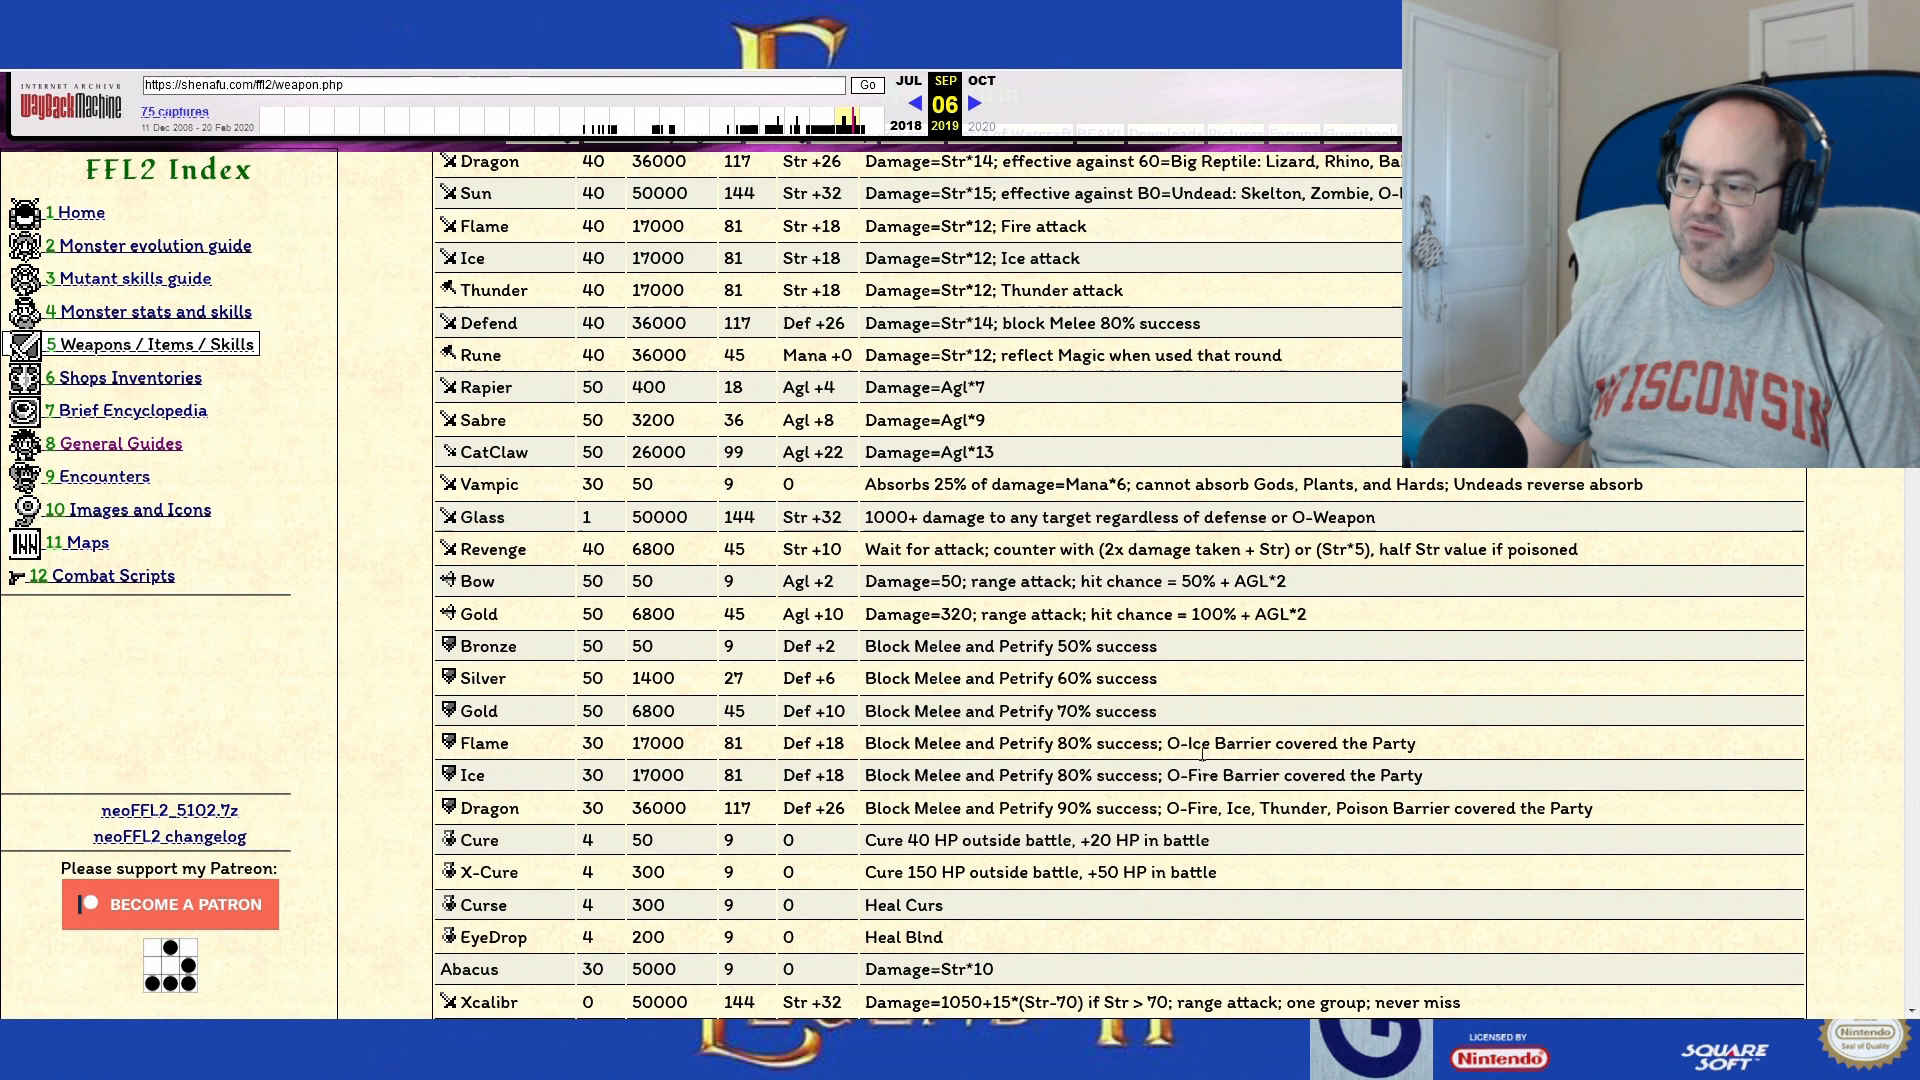 INTERNET ARCHIVE
WayBackMachine
https://shenafu.com/ffl2/weapon.php
Go
JUL
SEP
OCT
75 captures
06
11 Dec 2008 - 20 Feb 2020
2018
2019
2020
FFL2 Index
1 Home
2 Monster evolution guide
3 Mutant skills guide
4 Monster stats and skills
5 Weapons / Items / Skills
6 Shops Inventories
7 Brief Encyclopedia
8 General Guides
9 Encounters
10 Images and Icons
11 Maps
12 Combat Scripts
neoFFL2_5102.7z
neoFFL2 changelog
Please support my Patreon:
BECOME A PATRON
Dragon 40 36000 117 Str +26 Damage=Str*14; effective against 60=Big Reptile: Lizard, Rhino,
Sun 40 50000 144 Str +32 Damage=Str*15; effective against B0=Undead: Skelton, Zombie,
Flame 40 17000 81 Str +18 Damage=Str*12; Fire attack
Ice 40 17000 81 Str +18 Damage=Str*12; Ice attack
Thunder 40 17000 81 Str +18 Damage=Str*12; Thunder attack
Defend 40 36000 117 Def +26 Damage=Str*14; block Melee 80% success
Rune 40 36000 45 Mana +0 Damage=Str*12; reflect Magic when used that round
Rapier 50 400 18 Agl +4 Damage=Agl*7
Sabre 50 3200 36 Agl +8 Damage=Agl*9
CatClaw 50 26000 99 Agl +22 Damage=Agl*13
Vampic 30 50 9 0 Absorbs 25% of damage=Mana*6; cannot absorb Gods, Plants, and Hards; Undeads reverse absorb
Glass 1 50000 144 Str +32 1000+ damage to any target regardless of defense or O-Weapon
Revenge 40 6800 45 Str +10 Wait for attack; counter with (2x damage taken + Str) or (Str*5), half Str value if poisoned
Bow 50 50 9 Agl +2 Damage=50; range attack; hit chance = 50% + AGL*2
Gold 50 6800 45 Agl +10 Damage=320; range attack; hit chance = 100% + AGL*2
Bronze 50 50 9 Def +2 Block Melee and Petrify 50% success
Silver 50 1400 27 Def +6 Block Melee and Petrify 60% success
Gold 50 6800 45 Def +10 Block Melee and Petrify 70% success
Flame 30 17000 81 Def +18 Block Melee and Petrify 80% success; O-Ice Barrier covered the Party
Ice 30 17000 81 Def +18 Block Melee and Petrify 80% success; O-Fire Barrier covered the Party
Dragon 30 36000 117 Def +26 Block Melee and Petrify 90% success; O-Fire, Ice, Thunder, Poison Barrier covered the Party
Cure 4 50 9 0 Cure 40 HP outside battle, +20 HP in battle
X-Cure 4 300 9 0 Cure 150 HP outside battle, +50 HP in battle
Curse 4 300 9 0 Heal Curs
EyeDrop 4 200 9 0 Heal Blnd
Abacus 30 5000 9 0 Damage=Str*10
Xcalibr 0 50000 144 Str +32 Damage=1050+15*(Str-70) if Str > 70; range attack; one group; never miss
WISCONSIN
LICENSED BY
Nintendo
SQUARE
SOFT
Nintendo
Seal of Quality